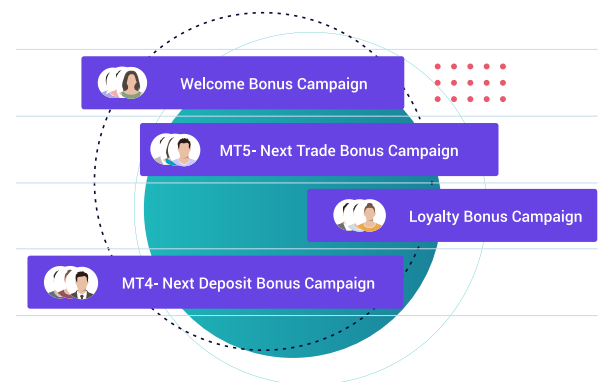 Welcome Bonus Campaign
MT5- Next Trade Bonus Campaign
Loyalty Bonus Campaign
MT4- Next Deposit Bonus Campaign